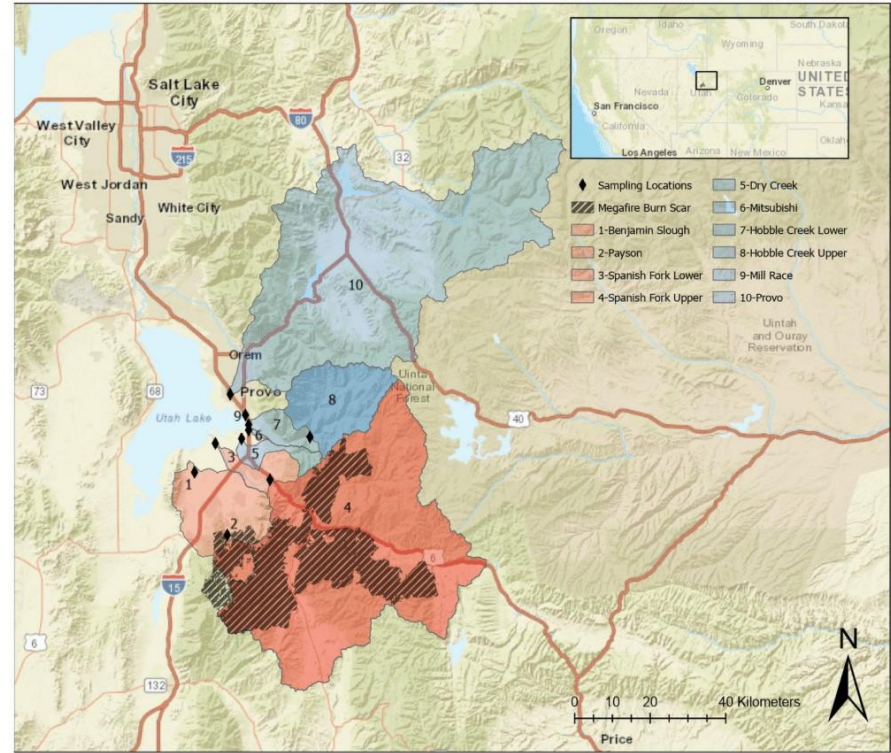 Salt Lake
City
West Valley
City
215
West Jordan
Sandy
White City
80
32
Oregon
Idaho
South Dakot
Wyoming
Nebraska
Nevada
Utah
Denver
UNITED
STATES
Colorado
Kansa
San Francisco
California
Los Angeles
Arizona
New Mexico
Oklaho
Sampling Locations
Megafire Burn Scar
1-Benjamin Slough
2-Payson
3-Spanish Fork Lower
4-Spanish Fork Upper
5-Dry Creek
6-Mitsubishi
7-Hobble Creek Lower
8-Hobble Creek Upper
9-Mill Race
10-Provo
10
Orem
Provo
73
68
Utah Lake
Uinta
National
Forest
Uintah
and Ouray
Reservation
40
9
8
7
6
5
3
1
4
2
6
15
6
132
N
0 10 20 40 Kilometers
Price